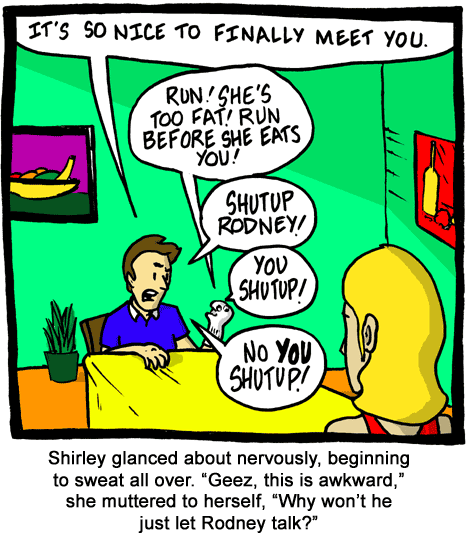 IT'S SO NICE TO FINALLY MEET YOU.
RUN! SHE'S
TOO FAT! RUN
BEFORE SHE EATS
YOU!
SHUTUP
RODNEY!
YOU
SHUTUP!
NO YOU
SHUTUP!
Shirley glanced about nervously, beginning
to sweat all over. “Geez, this is awkward,”
she muttered to herself, “Why won’t he
just let Rodney talk?”